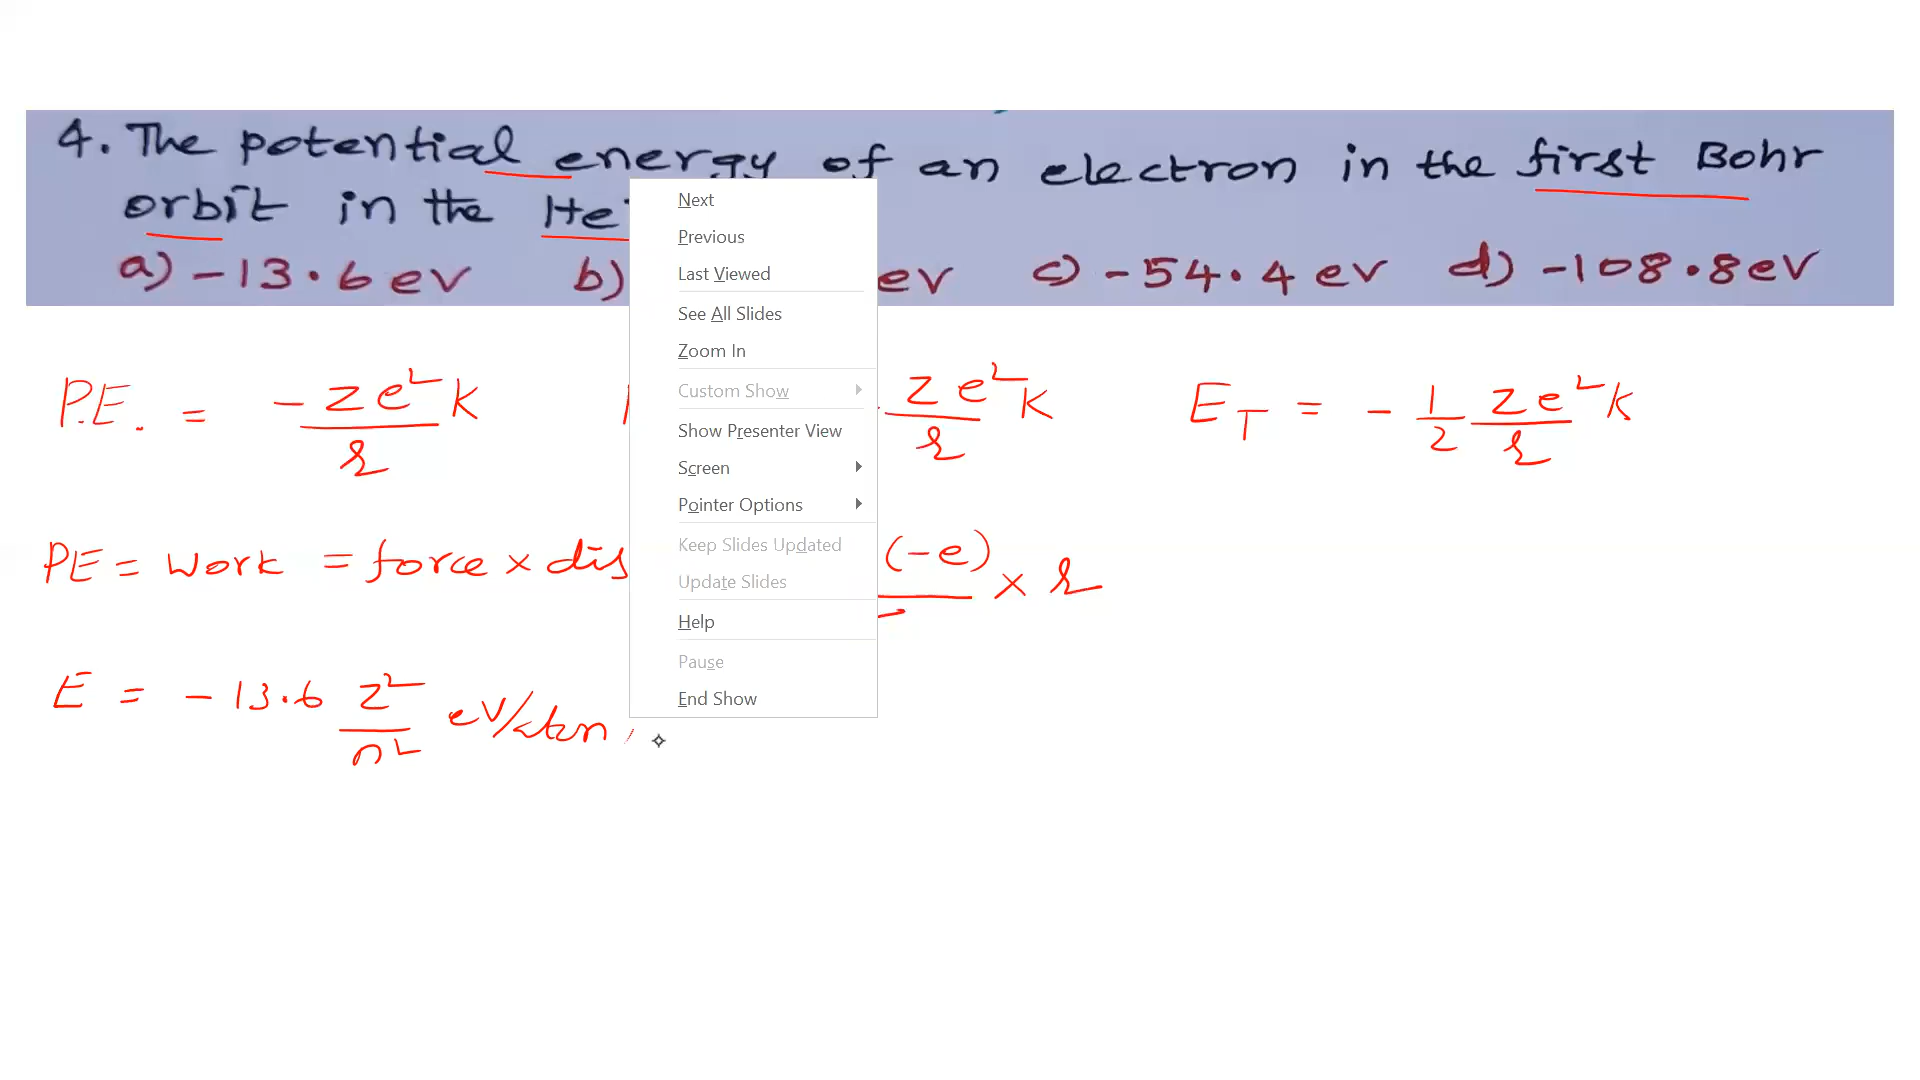 4. The potential energy of an electron in the first Bohr
orbit in the He
a) -13.6 eV b) eV c) -54.4 eV d) -108.8eV
P.E. = -Ze²k/r Ze²k/r E_T = -1/2 Ze²k/r
PE = work = force × dis (-e) × r
E = -13.6 Z²/n² eV/atom
Next
Previous
Last Viewed
See All Slides
Zoom In
Custom Show
Show Presenter View
Screen
Pointer Options
Keep Slides Updated
Update Slides
Help
Pause
End Show